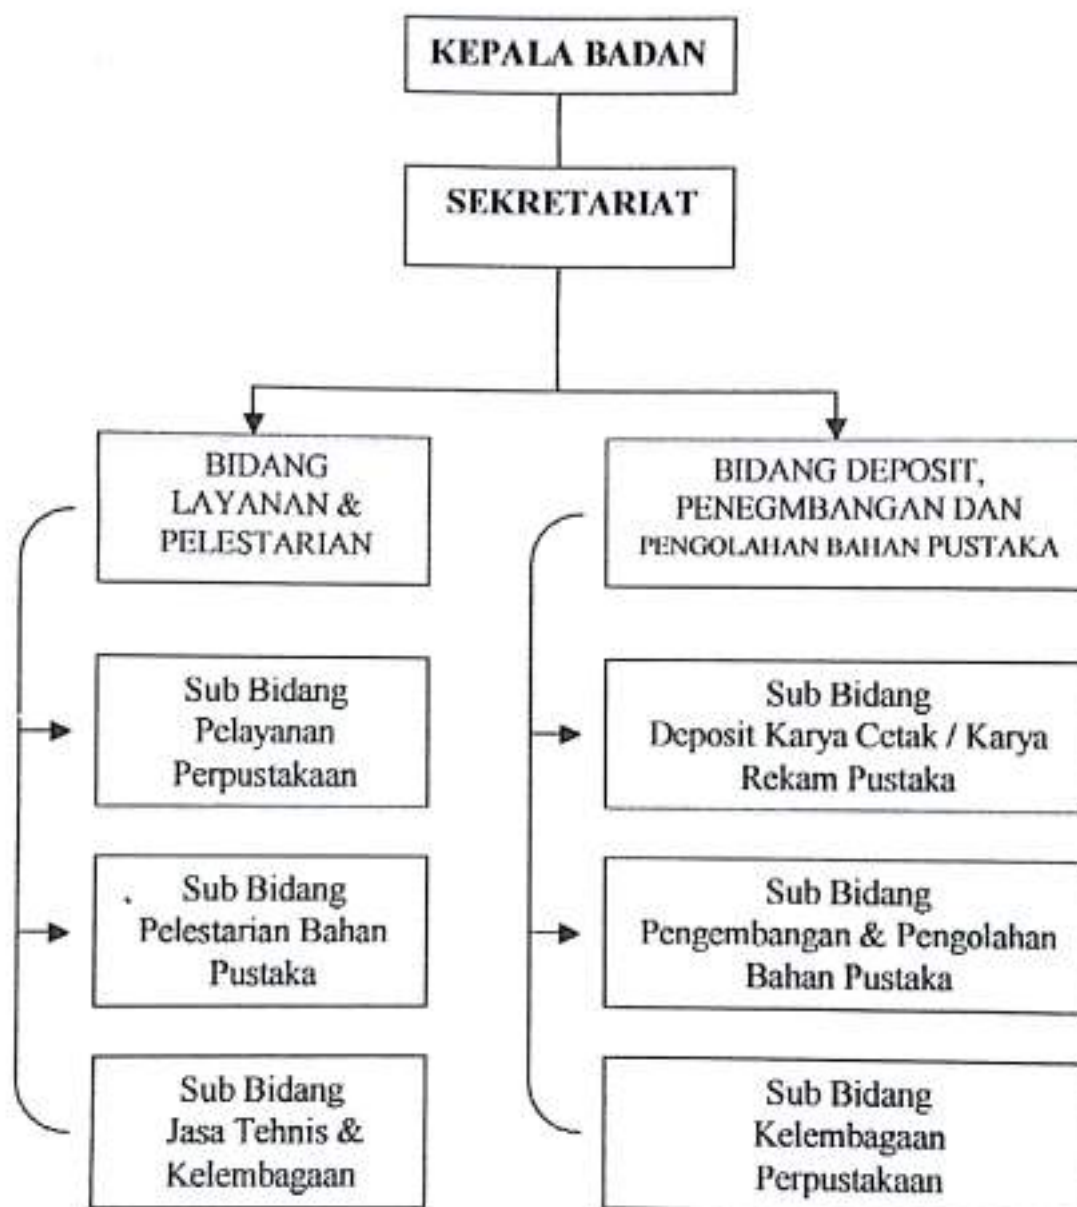 KEPALA BADAN
SEKRETARIAT
BIDANG
LAYANAN &
PELESTARIAN
Sub Bidang
Pelayanan
Perpustakaan
Sub Bidang
Pelestarian Bahan
Pustaka
Sub Bidang
Jasa Tehnis &
Kelembagaan
BIDANG DEPOSIT,
PENEGMBANGAN DAN
PENGOLAHAN BAHAN PUSTAKA
Sub Bidang
Deposit Karya Cetak / Karya
Rekam Pustaka
Sub Bidang
Pengembangan & Pengolahan
Bahan Pustaka
Sub Bidang
Kelembagaan
Perpustakaan